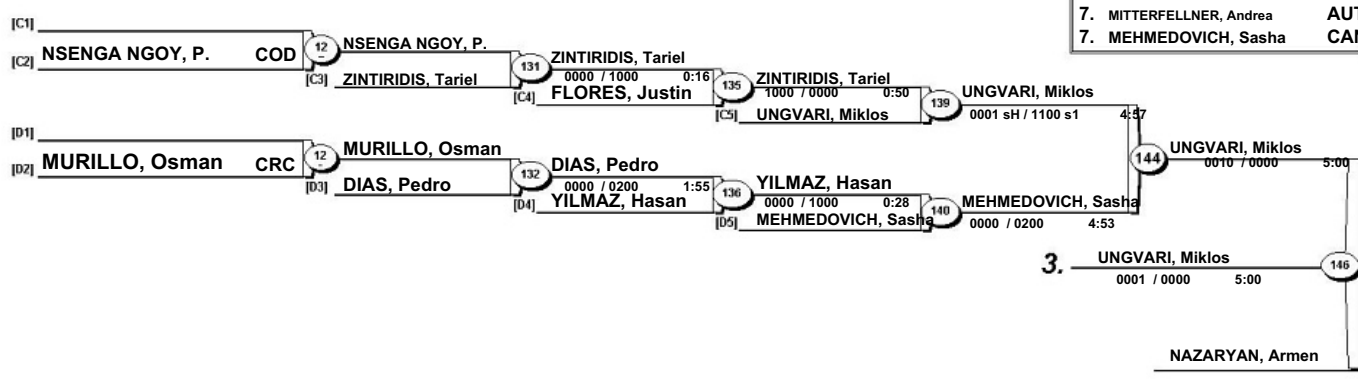 7. MITTERFELLNER, Andrea AUT
7. MEHMEDOVICH, Sasha
[C1]
[C2] NSENGA NGOY, P. COD
12
NSENGA NGOY, P.
[C3] ZINTIRIDIS, Tariel
131
ZINTIRIDIS, Tariel
0000 / 1000 0:16
[C4] FLORES, Justin
135
ZINTIRIDIS, Tariel
1000 / 0000 0:50
[C5] UNGVARI, Miklos
139
UNGVARI, Miklos
0001 sH / 1100 s1 4:57
[D1]
[D2] MURILLO, Osman CRC
12
MURILLO, Osman
[D3] DIAS, Pedro
132
DIAS, Pedro
0000 / 0200 1:55
[D4] YILMAZ, Hasan
136
YILMAZ, Hasan
0000 / 1000 0:28
[D5] MEHMEDOVICH, Sasha
140
MEHMEDOVICH, Sasha
0000 / 0200 4:53
144
UNGVARI, Miklos
0010 / 0000 5:00
3. UNGVARI, Miklos
0001 / 0000 5:00
146
NAZARYAN, Armen